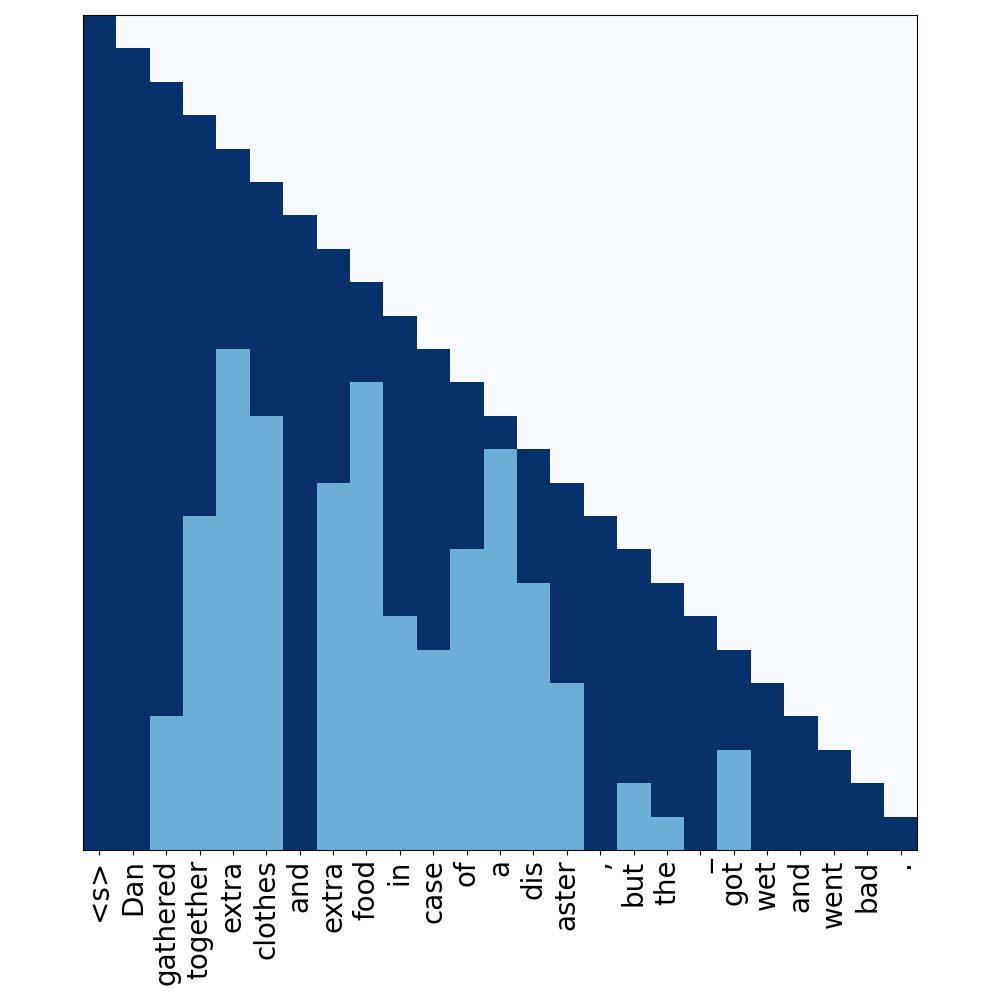 <s> Dan gathered together extra clothes and extra food in case of a dis aster , but the _ got wet and went bad .